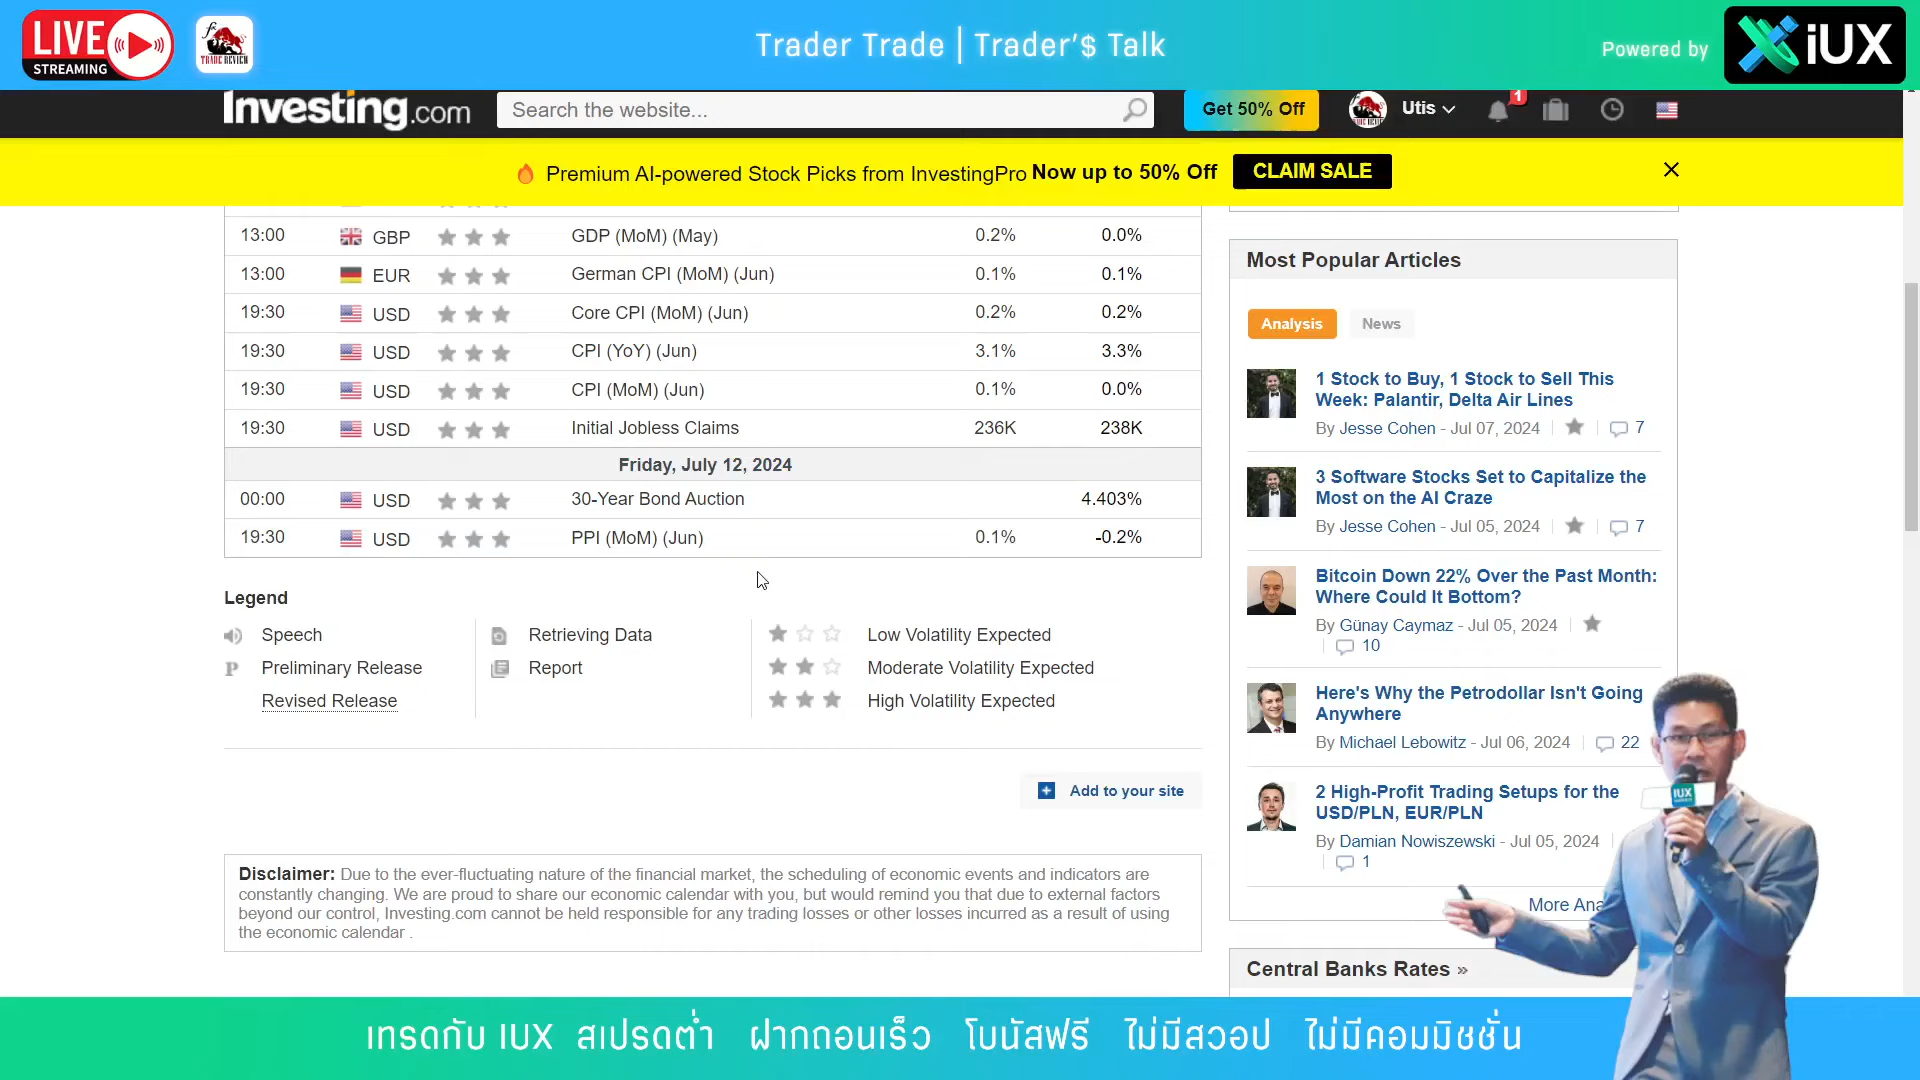 LIVE
STREAMING
TRADE REVIEW
Trader Trade | Trader'$ Talk
Powered by
iUX
Investing.com
Search the website...
Get 50% Off
Utis
1
Premium AI-powered Stock Picks from InvestingPro Now up to 50% Off
CLAIM SALE
13:00 GBP GDP (MoM) (May) 0.2% 0.0%
13:00 EUR German CPI (MoM) (Jun) 0.1% 0.1%
19:30 USD Core CPI (MoM) (Jun) 0.2% 0.2%
19:30 USD CPI (YoY) (Jun) 3.1% 3.3%
19:30 USD CPI (MoM) (Jun) 0.1% 0.0%
19:30 USD Initial Jobless Claims 236K 238K
Friday, July 12, 2024
00:00 USD 30-Year Bond Auction 4.403%
19:30 USD PPI (MoM) (Jun) 0.1% -0.2%
Legend
Speech
Preliminary Release
Revised Release
Retrieving Data
Report
Low Volatility Expected
Moderate Volatility Expected
High Volatility Expected
Add to your site
Disclaimer: Due to the ever-fluctuating nature of the financial market, the scheduling of economic events and indicators are
constantly changing. We are proud to share our economic calendar with you, but would remind you that due to external factors
beyond our control, Investing.com cannot be held responsible for any trading losses or other losses incurred as a result of using
the economic calendar .
Most Popular Articles
Analysis
News
1 Stock to Buy, 1 Stock to Sell This
Week: Palantir, Delta Air Lines
By Jesse Cohen - Jul 07, 2024 7
3 Software Stocks Set to Capitalize the
Most on the AI Craze
By Jesse Cohen - Jul 05, 2024 7
Bitcoin Down 22% Over the Past Month:
Where Could It Bottom?
By Günay Caymaz - Jul 05, 2024
10
Here's Why the Petrodollar Isn't Going
Anywhere
By Michael Lebowitz - Jul 06, 2024 22
2 High-Profit Trading Setups for the
USD/PLN, EUR/PLN
By Damian Nowiszewski - Jul 05, 2024
1
More Ana
Central Banks Rates »
IUX
เทรดกับ IUX สเปรดต่ำ ฝากถอนเร็ว โบนัสฟรี ไม่มีสวอป ไม่มีคอมมิชชั่น